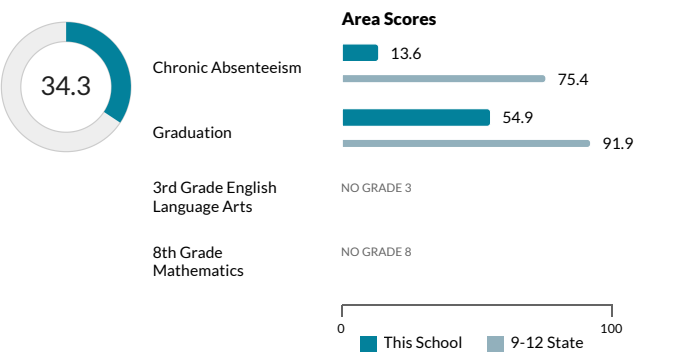 Area Scores
34.3
Chronic Absenteeism
13.6
75.4
Graduation
54.9
91.9
3rd Grade English
Language Arts
NO GRADE 3
8th Grade
Mathematics
NO GRADE 8
0
100
This School
9-12 State